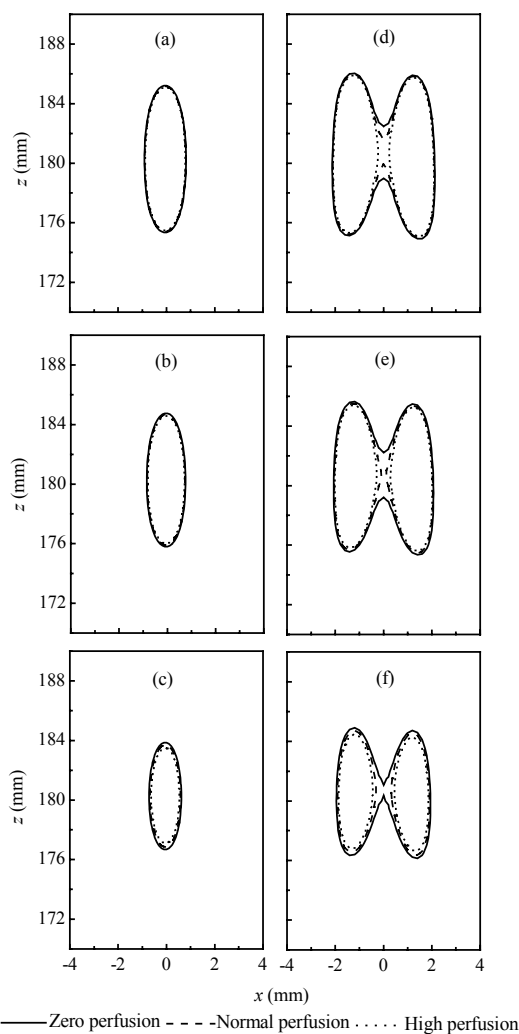 188
184
180
176
172
z (mm)
(a)
(d)
188
184
180
176
172
z (mm)
(b)
(e)
188
184
180
176
172
z (mm)
(c)
(f)
-4 -2 0 2 4
-4 -2 0 2 4
x (mm)
Zero perfusion
Normal perfusion
High perfusion